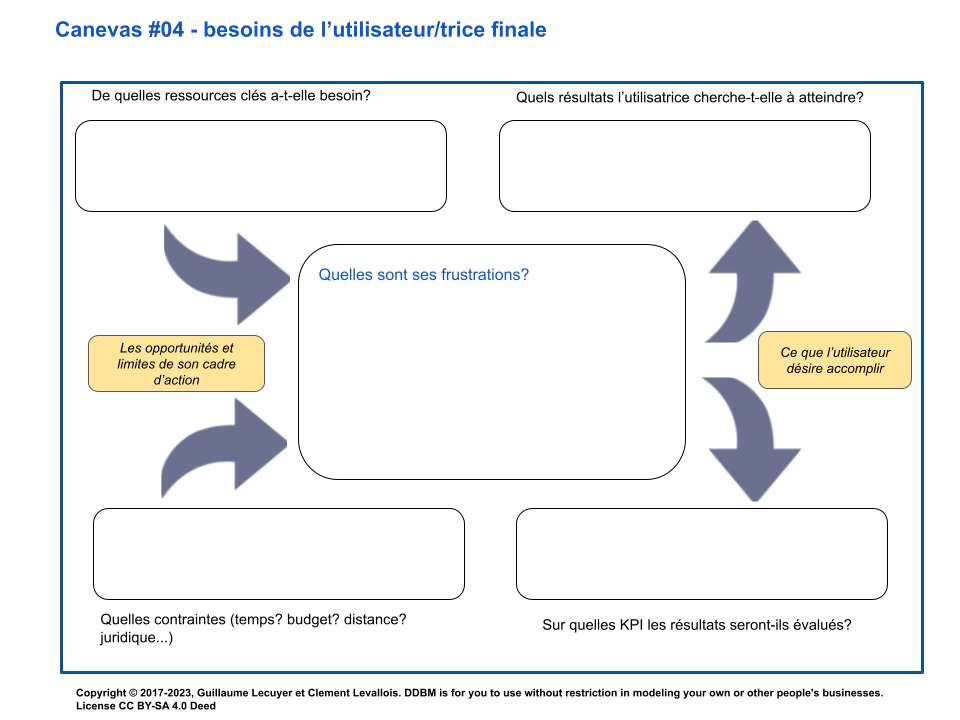 Canevas #04 - besoins de l’utilisateur/trice finale
De quelles ressources clés a-t-elle besoin?
Quels résultats l’utilisatrice cherche-t-elle à atteindre?
Quelles sont ses frustrations?
Les opportunités et
limites de son cadre
d’action
Ce que l’utilisateur
désire accomplir
Quelles contraintes (temps? budget? distance?
juridique...)
Sur quelles KPI les résultats seront-ils évalués?
Copyright © 2017-2023, Guillaume Lecuyer et Clement Levallois. DDBM is for you to use without restriction in modeling your own or other people's businesses.
License CC BY-SA 4.0 Deed